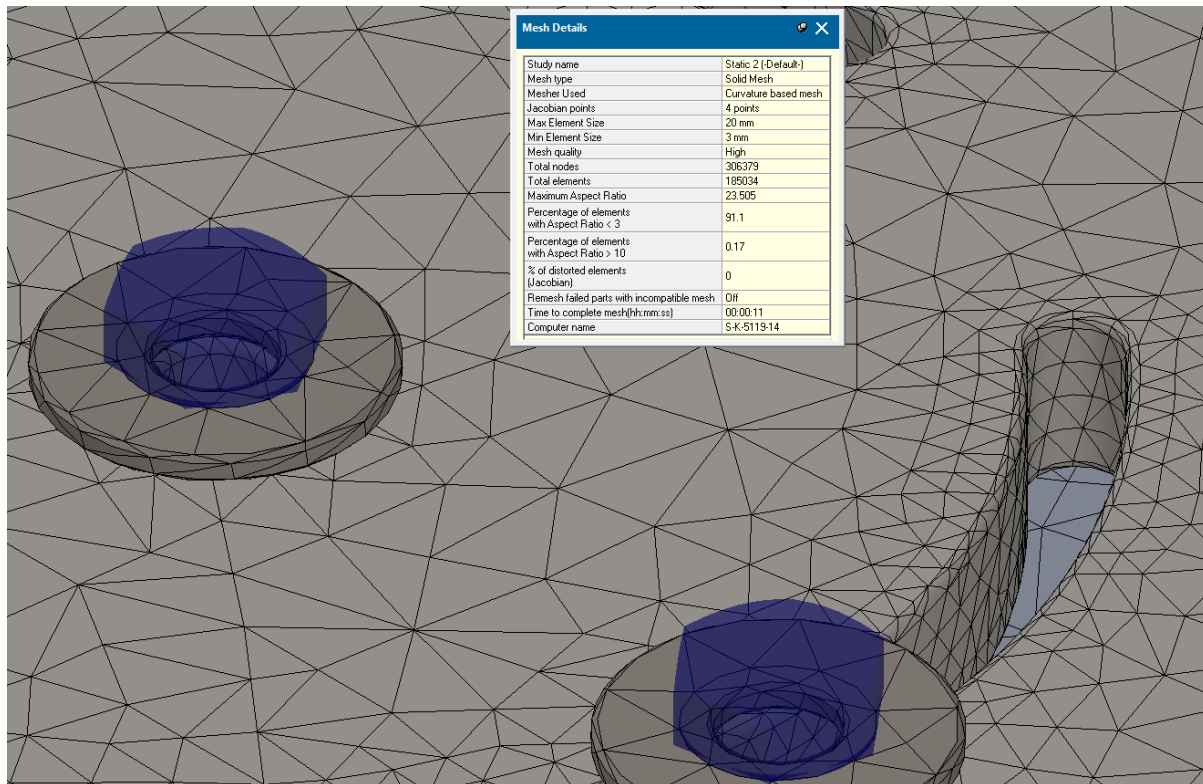 Mesh Details
Study name Static 2 (-Default-)
Mesh type Solid Mesh
Mesher Used Curvature based mesh
Jacobian points 4 points
Max Element Size 20 mm
Min Element Size 3 mm
Mesh quality High
Total nodes 306379
Total elements 185034
Maximum Aspect Ratio 23.505
Percentage of elements
with Aspect Ratio < 3 91.1
Percentage of elements
with Aspect Ratio > 10 0.17
% of distorted elements
(Jacobian) 0
Remesh failed parts with incompatible mesh Off
Time to complete mesh(hh:mm:ss) 00:00:11
Computer name S-K-5119-14